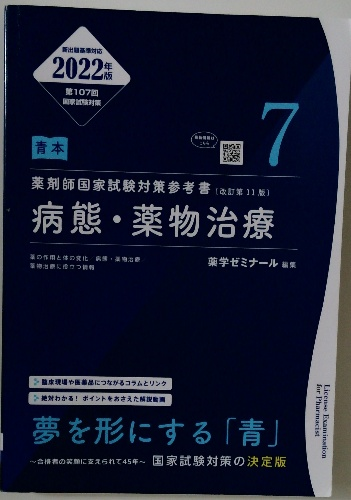 新出題基準対応
2022年版
第107回
国家試験対策
青本
7
薬剤師国家試験対策参考書〔改訂第11版〕
病態・薬物治療
薬の作用と体の変化 病態・薬物治療
薬物治療に役立つ情報
薬学ゼミナール 編集
臨床現場や医薬品につながるコラムとリンク
絶対わかる！ ポイントをおさえた解説動画
夢を形にする「青」
～合格者の笑顔に支えられて45年～ 国家試験対策の決定版
License Examination
for Pharmacist